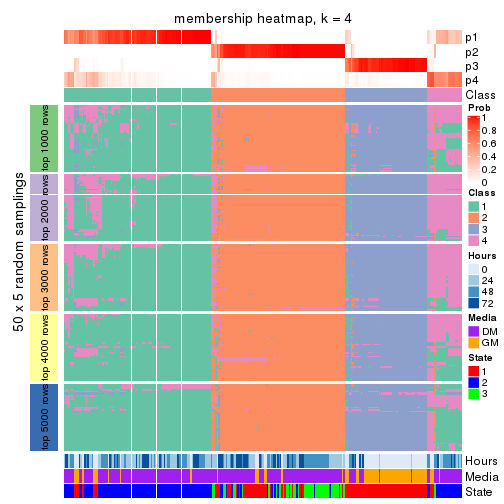 membership heatmap, k = 4
p1
p2
p3
p4
Class
50 x 5 random samplings
top 1000 rows
top 2000 rows
top 3000 rows
top 4000 rows
top 5000 rows
Hours
Media
State
Prob
1
0.8
0.6
0.4
0.2
0
Class
1
2
3
4
Hours
0
24
48
72
Media
DM
GM
State
1
2
3